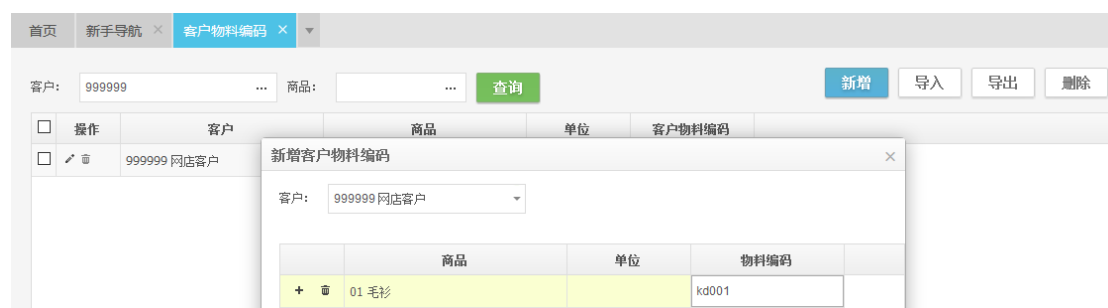 首页 新手导航 客户物料编码
客户: 999999 ... 商品: ... 查询 新增 导入 导出 删除
操作 客户 商品 单位 客户物料编码
999999 网店客户
新增客户物料编码
客户: 999999 网店客户
商品 单位 物料编码
01 毛衫 kd001